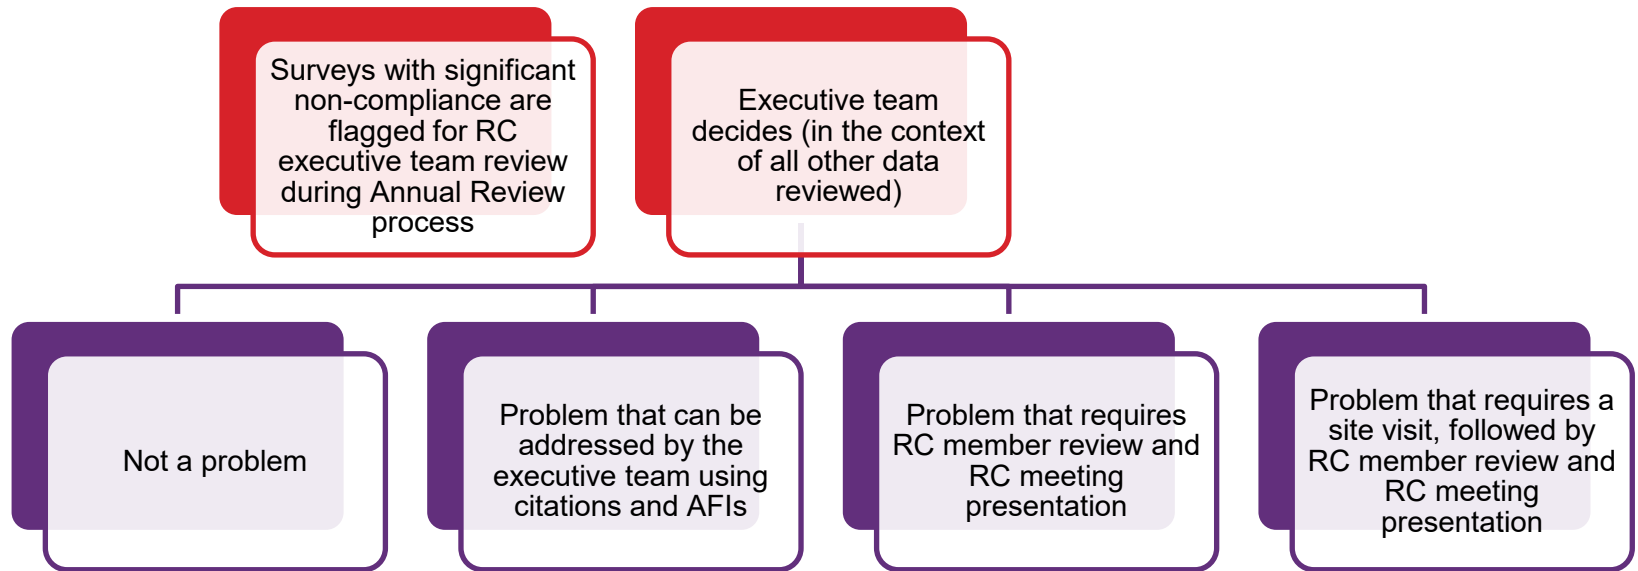 Surveys with significant
non-compliance are
flagged for RC
executive team review
during Annual Review
process
Executive team
decides (in the context
of all other data
reviewed)
Not a problem
Problem that can be
addressed by the
executive team using
citations and AFIs
Problem that requires
RC member review and
RC meeting
presentation
Problem that requires a
site visit, followed by
RC member review and
RC meeting
presentation